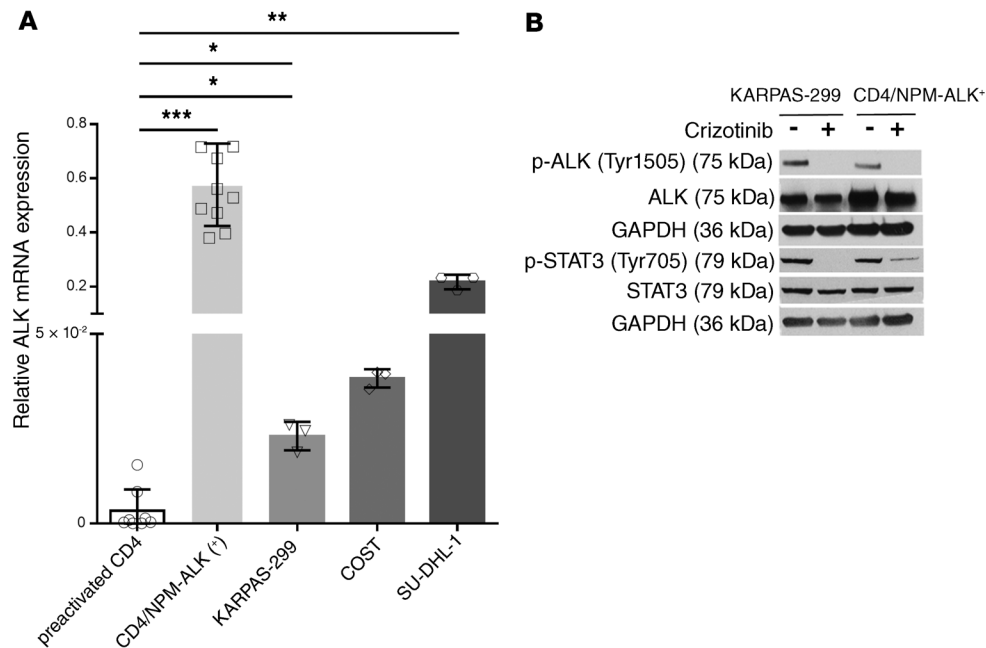 A
**
*
*
***
Relative ALK mRNA expression
0.8
0.6
0.4
0.2
5 × 10-2
0
preactivated CD4
CD4/NPM-ALK (+)
KARPAS-299
COST
SU-DHL-1
B
KARPAS-299 CD4/NPM-ALK+
Crizotinib - + - +
p-ALK (Tyr1505) (75 kDa)
ALK (75 kDa)
GAPDH (36 kDa)
p-STAT3 (Tyr705) (79 kDa)
STAT3 (79 kDa)
GAPDH (36 kDa)